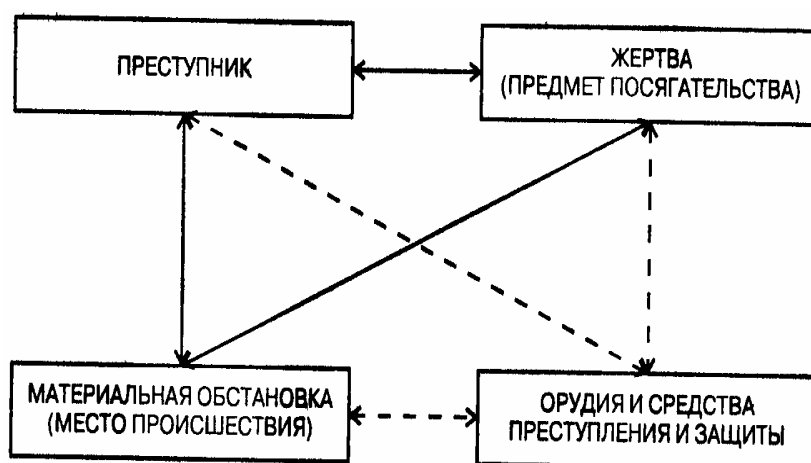 ПРЕСТУПНИК
ЖЕРТВА
(ПРЕДМЕТ ПОСЯГАТЕЛЬСТВА)
МАТЕРИАЛЬНАЯ ОБСТАНОВКА
(МЕСТО ПРОИСШЕСТВИЯ)
ОРУДИЯ И СРЕДСТВА
ПРЕСТУПЛЕНИЯ И ЗАЩИТЫ